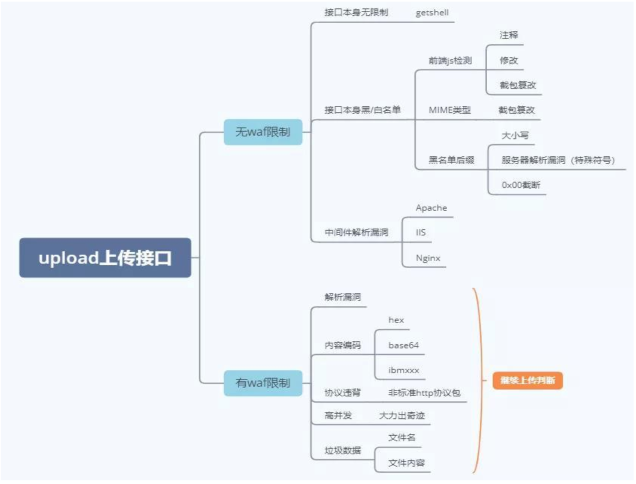 upload上传接口
无waf限制
接口本身无限制
getshell
接口本身黑/白名单
前端js检测
注释
修改
截包篡改
MIME类型
截包篡改
黑名单后缀
大小写
服务器解析漏洞（特殊符号）
0x00截断
中间件解析漏洞
Apache
IIS
Nginx
有waf限制
解析漏洞
内容编码
hex
base64
ibmxxx
协议违背
非标准http协议包
高并发
大力出奇迹
垃圾数据
文件名
文件内容
继续上传判断